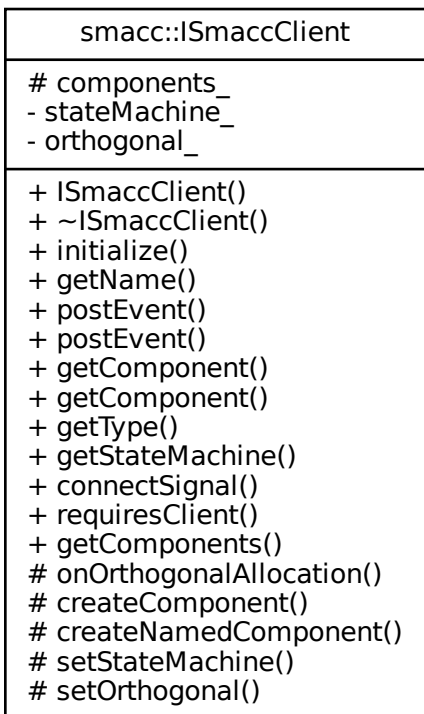 smacc::ISmaccClient
# components_
- stateMachine_
- orthogonal_
+ ISmaccClient()
+ ~ISmaccClient()
+ initialize()
+ getName()
+ postEvent()
+ postEvent()
+ getComponent()
+ getComponent()
+ getType()
+ getStateMachine()
+ connectSignal()
+ requiresClient()
+ getComponents()
# onOrthogonalAllocation()
# createComponent()
# createNamedComponent()
# setStateMachine()
# setOrthogonal()